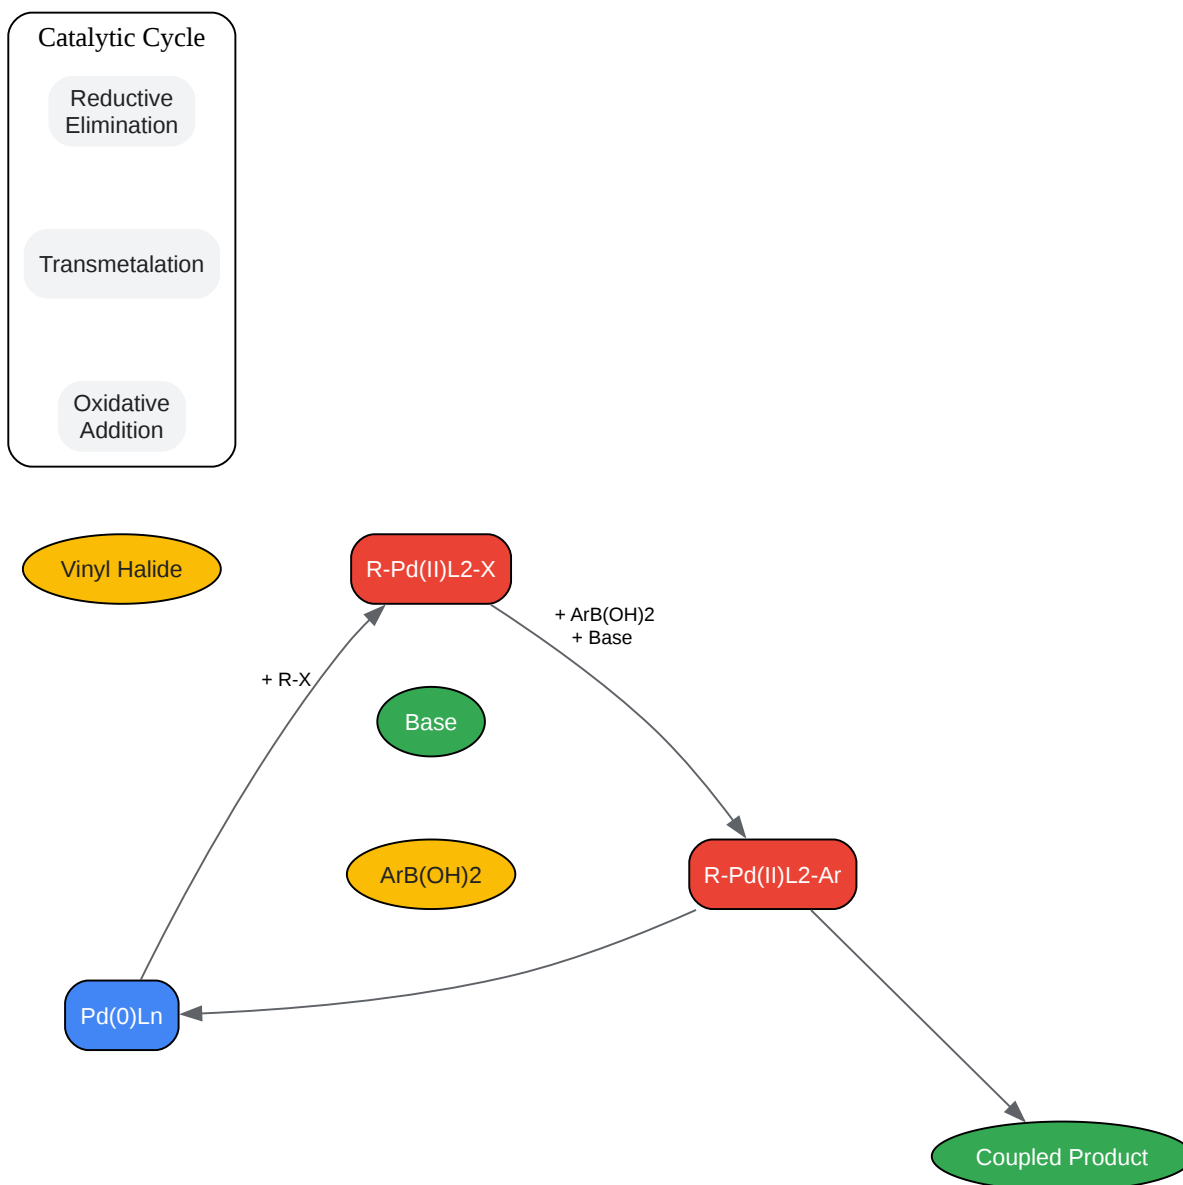 Catalytic Cycle
Reductive
Elimination
Transmetalation
Oxidative
Addition
Vinyl Halide
R-Pd(II)L2-X
+ ArB(OH)2
+ Base
+ R-X
Base
ArB(OH)2
R-Pd(II)L2-Ar
Pd(0)Ln
Coupled Product